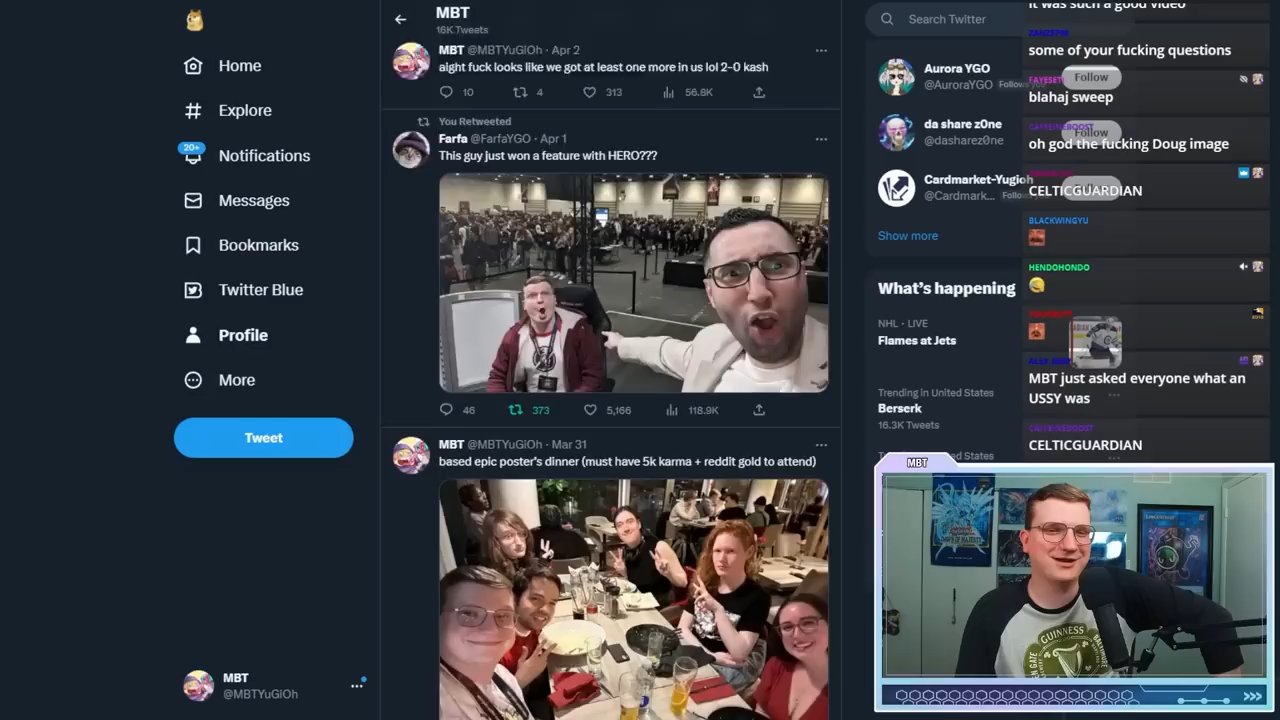 Home
Explore
20+
Notifications
Messages
Bookmarks
Twitter Blue
Profile
More
Tweet
MBT
@MBTYuGiOh
MBT
16K Tweets
MBT @MBTYuGiOh · Apr 2
alght fuck looks like we got at least one more in us lol 2-0 kash
10 4 313 56.8K
You Retweeted
Farfa @FarfaYGO · Apr 1
This guy just won a feature with HERO???
46 373 5,166 118.9K
MBT @MBTYuGiOh · Mar 31
based epic poster's dinner (must have 5k karma + reddit gold to attend)
Search Twitter
Aurora YGO
@AuroraYGO
Follow
da share z0ne
@dasharez0ne
Follow
Cardmarket-Yugioh
@Cardmark...
Show more
What's happening
NHL · LIVE
Flames at Jets
Trending in United States
Berserk
16.3K Tweets
it was such a good video
some of your fucking questions
blahaj sweep
oh god the fucking Doug image
CELTICGUARDIAN
BLACKWINGYU
HENDOHONDO
MBT just asked everyone what an
USSY was
CELTICGUARDIAN
MBT
GUINNESS
>>>